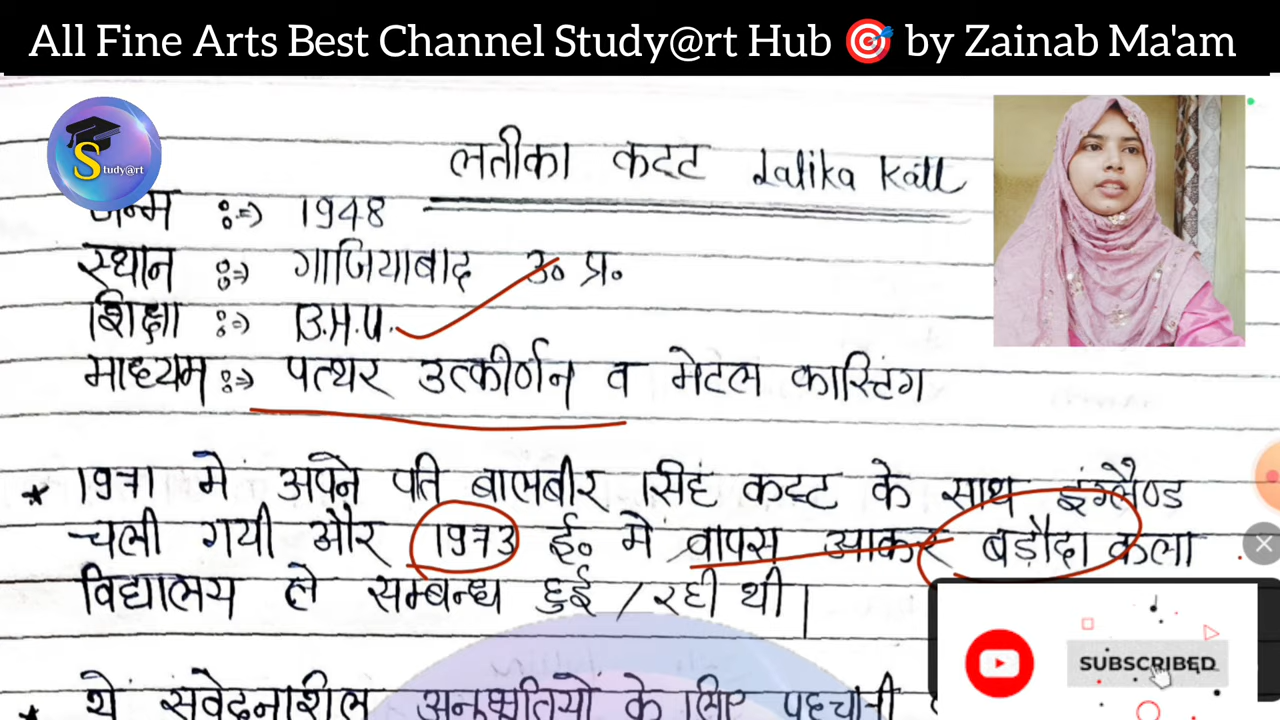 All Fine Arts Best Channel Study@rt Hub 🎯 by Zainab Ma'am
Study@rt
लतीका कट्ट Latika Katt
जन्म :⇒ 1948
स्थान :⇒ गाजियाबाद उ० प्र०
शिक्षा :⇒ B.H.U.
माध्यम :⇒ पत्थर उत्कीर्णन व मेटल कास्टिंग
* 1971 में अपने पती बालबीर सिंह कट्ट के साथ इंग्लैण्ड
चली गयी और 1973 ई० में वापस आकर बड़ौदा कला
विद्यालय से सम्बन्ध हुई / रही थी |
* ये संवेदनाशील अनुभूतियों के लिए पहचानी
SUBSCRIBED